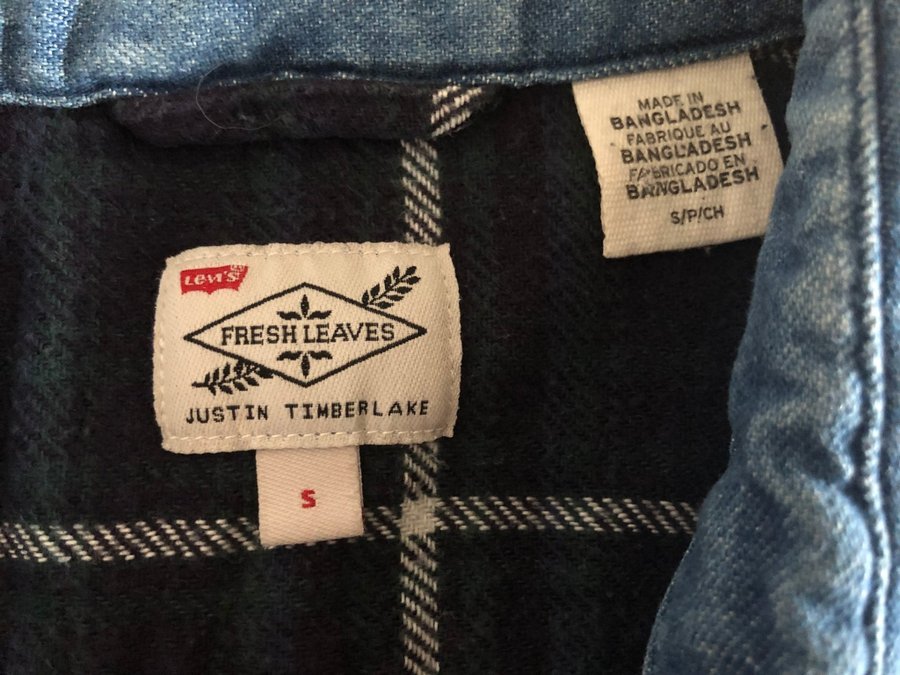 MADE IN
BANGLADESH
FABRIQUE AU
BANGLADESH
FABRICADO EN
BANGLADESH
S/P/CH
Levi's
FRESH LEAVES
JUSTIN TIMBERLAKE
S